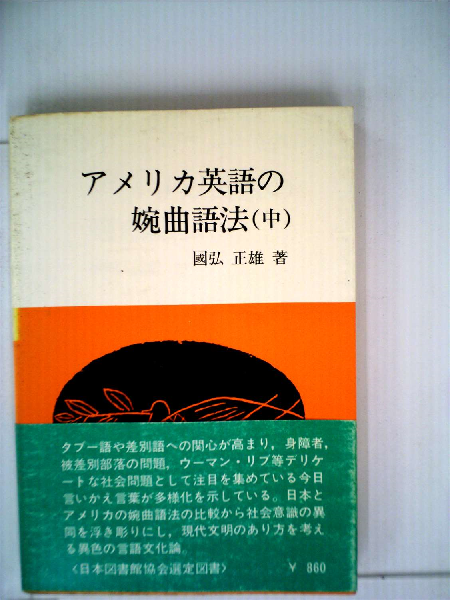 アメリカ英語の
婉曲語法(中)
國弘 正雄 著
タブー語や差別語への関心が高まり，身障者，
被差別部落の問題，ウーマン・リブ等デリケ
ートな社会問題として注目を集めている今日
言いかえ言葉が多様化を示している。日本と
アメリカの婉曲語法の比較から社会意識の異
同を浮き彫りにし，現代文明のあり方を考え
る異色の言語文化論。
〈日本図書館協会選定図書〉 ¥ 860